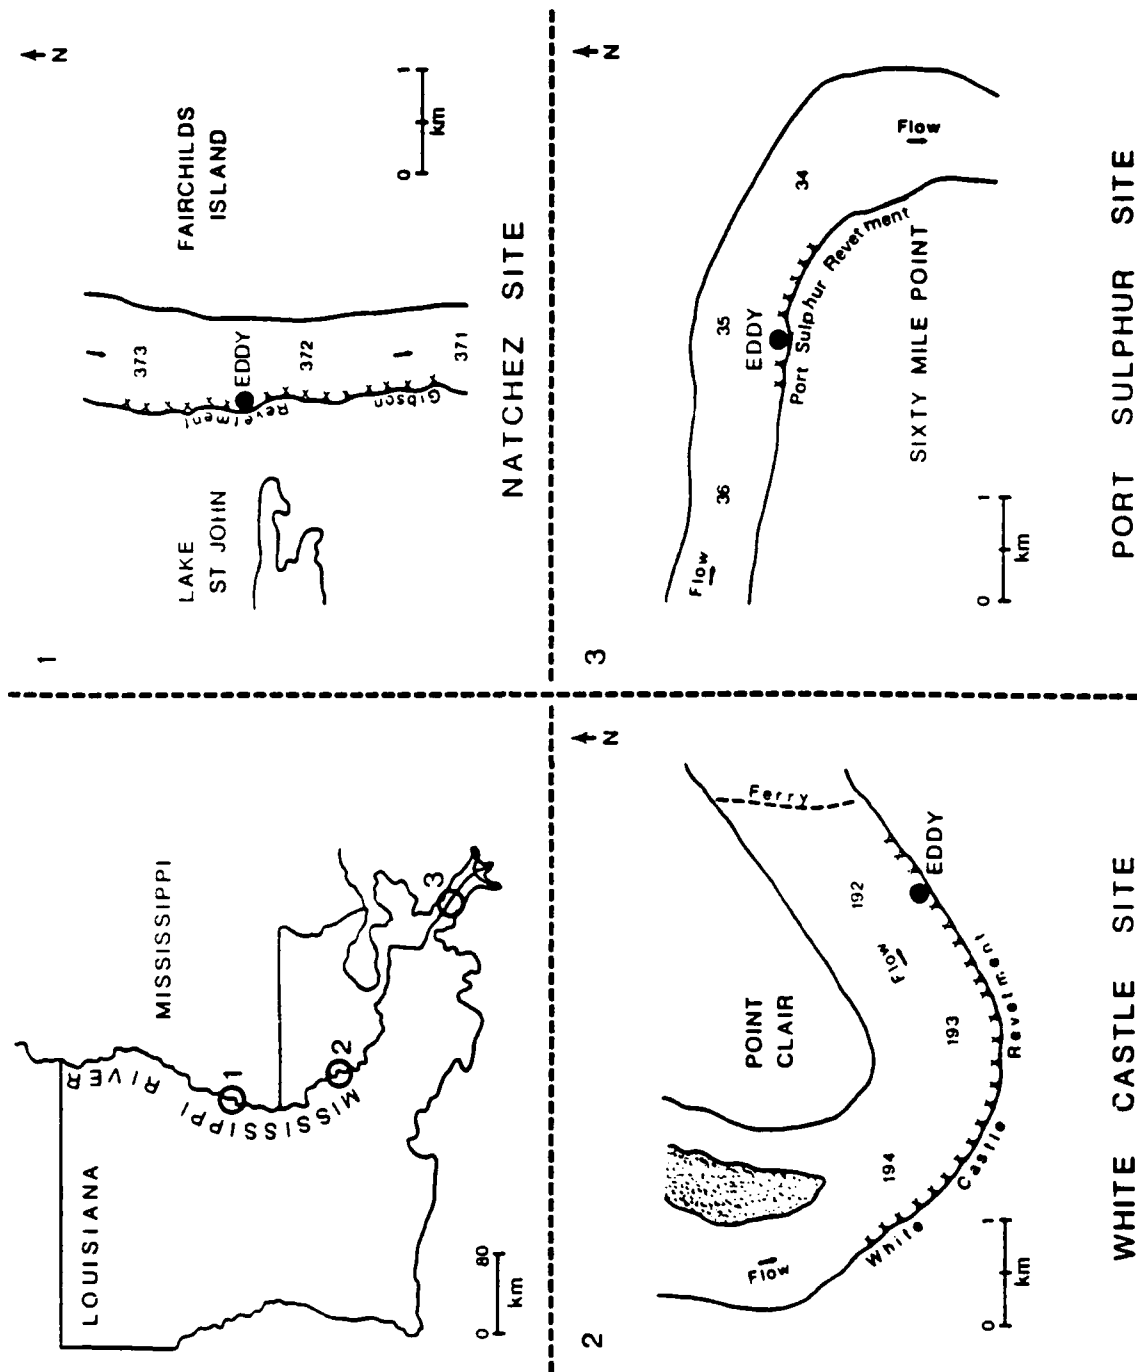 LOUISIANA
MISSISSIPPI
MISSISSIPPI RIVER
1
2
3
0 80
km
1
N
LAKE
ST JOHN
FAIRCHILDS
ISLAND
373
EDDY
372
371
Gibson
Revetment
0 1
km
NATCHEZ SITE
2
N
Flow
194
POINT
CLAIR
Ferry
192
Flow
193
EDDY
White Castle Revetment
0 1
km
WHITE CASTLE SITE
3
N
Flow
36
35
EDDY
34
Flow
Port Sulphur Revetment
SIXTY MILE POINT
0 1
km
PORT SULPHUR SITE